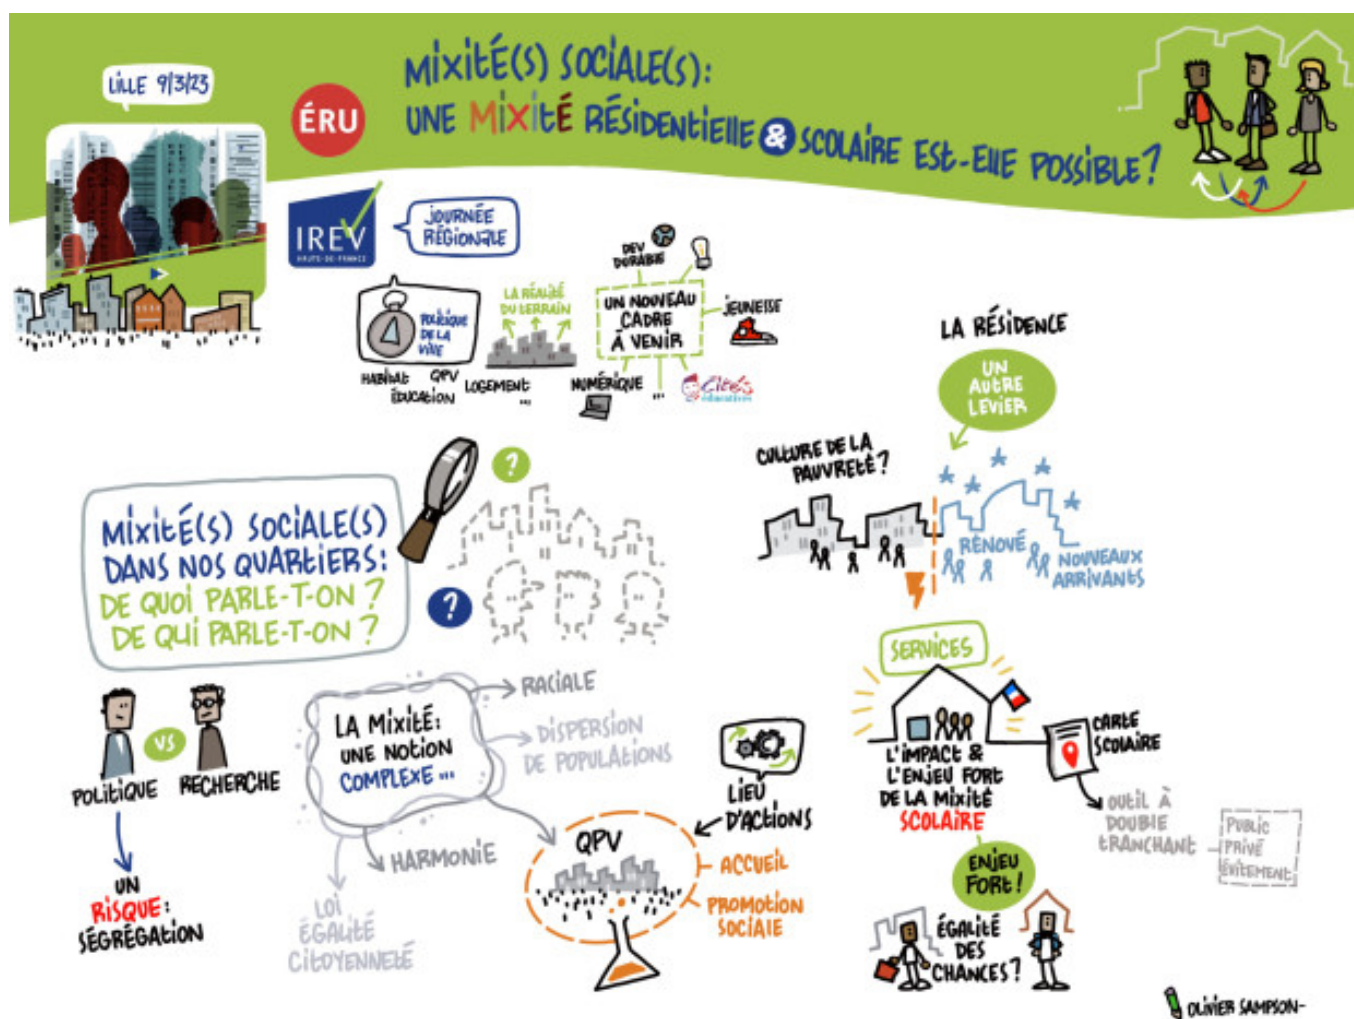 LILLE 9/3/23
ÉRU
MIXITÉ(S) SOCIALE(S):
UNE MIXITÉ RÉSIDENTIELLE & SCOLAIRE EST-ELLE POSSIBLE?
IREV
HAUTS-DE-FRANCE
JOURNÉE
RÉGIONALE
POLITIQUE
DE LA
VILLE
HABITAT QPV
ÉDUCATION
LOGEMENT
...
LA RÉALITÉ
DU TERRAIN
DEV
DURABLE
UN NOUVEAU
CADRE
À VENIR
JEUNESSE
NUMÉRIQUE
...
Cités
éducatives
LA RÉSIDENCE
UN
AUTRE
LEVIER
CULTURE DE LA
PAUVRETÉ?
RÉNOVÉ
NOUVEAUX
ARRIVANTS
MIXITÉ(S) SOCIALE(S)
DANS NOS QUARTIERS:
DE QUOI PARLE-T-ON?
DE QUI PARLE-T-ON?
?
?
POLITIQUE
VS
RECHERCHE
UN
RISQUE:
SÉGRÉGATION
LA MIXITÉ:
UNE NOTION
COMPLEXE...
RACIALE
DISPERSION
DE POPULATIONS
HARMONIE
LOI
ÉGALITÉ
CITOYENNETÉ
QPV
LIEU
D'ACTIONS
ACCUEIL
PROMOTION
SOCIALE
SERVICES
L'IMPACT &
L'ENJEU FORT
DE LA MIXITÉ
SCOLAIRE
CARTE
SCOLAIRE
OUTIL À
DOUBLE
TRANCHANT
PUBLIC
PRIVÉ
ÉVITEMENT
ENJEU
FORT!
ÉGALITÉ
DES
CHANCES?
OLIVIER SAMPSON-